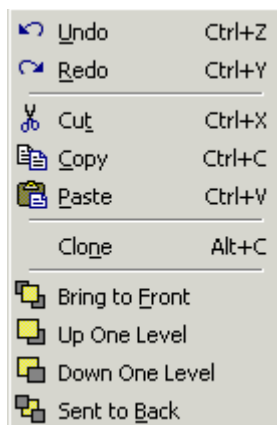 Undo Ctrl+Z
Redo Ctrl+Y
Cut Ctrl+X
Copy Ctrl+C
Paste Ctrl+V
Clone Alt+C
Bring to Front
Up One Level
Down One Level
Sent to Back